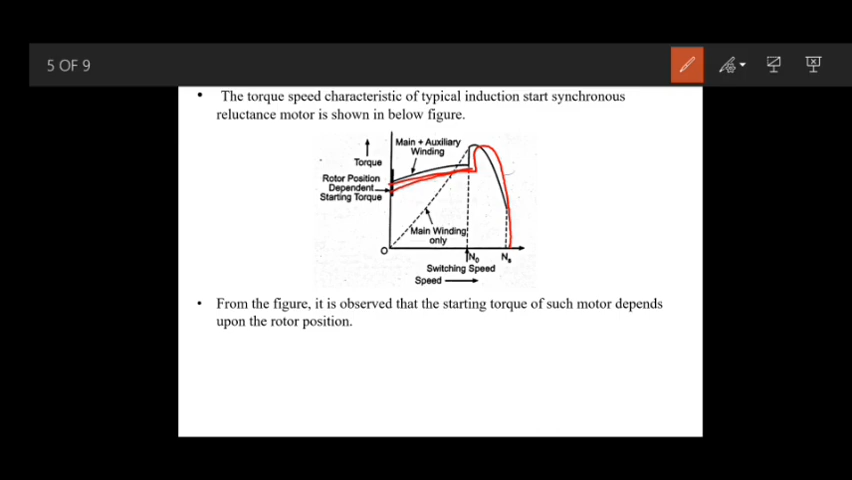 5 OF 9
• The torque speed characteristic of typical induction start synchronous
reluctance motor is shown in below figure.
Main + Auxiliary
Winding
Torque
Rotor Position
Dependent
Starting Torque
Main Winding
only
O
N₀ Nₛ
Switching Speed
Speed
• From the figure, it is observed that the starting torque of such motor depends
upon the rotor position.